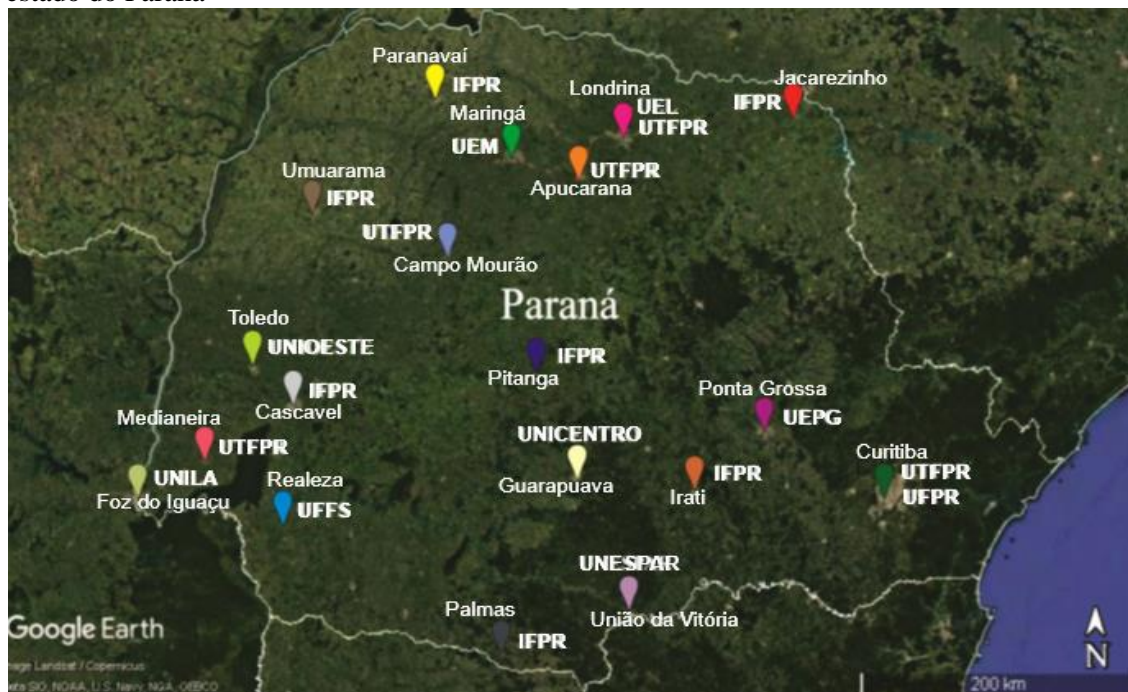 estado do Paraná
Paranavaí
IFPR
Jacarezinho
IFPR
Londrina
UEL
UTFPR
Maringá
UEM
UTFPR
Apucarana
Umuarama
IFPR
UTFPR
Campo Mourão
Paraná
Toledo
UNIOESTE
IFPR
Pitanga
IFPR
Cascavel
Ponta Grossa
UEPG
Medianeira
UTFPR
UNICENTRO
Guarapuava
Curitiba
UTFPR
UFPR
IFPR
Irati
UNILA
Foz do Iguaçu
Realeza
UFFS
UNESPAR
União da Vitória
Palmas
IFPR
Google Earth
mage Landsat / Copernicus
ata SIO, NOAA, U.S. Navy, NGA, GEBCO
N
200 km